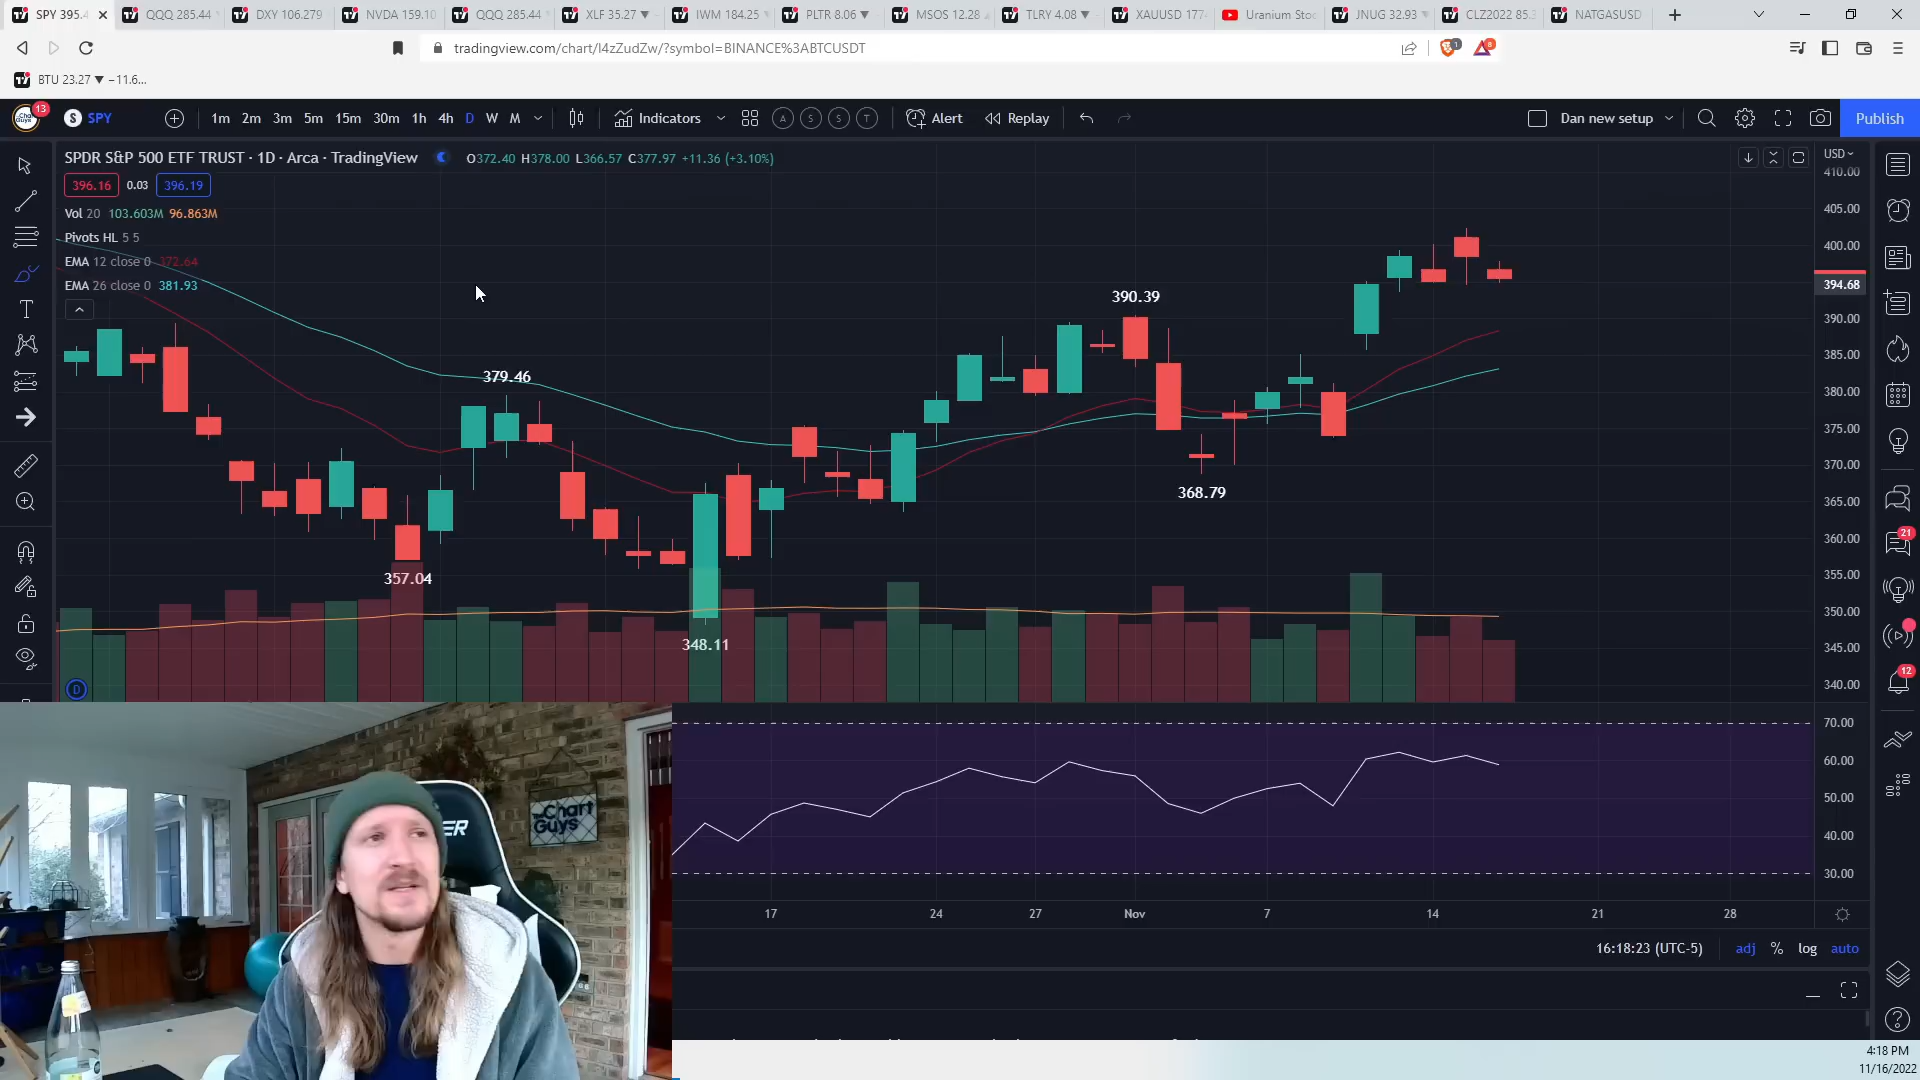 SPY 395.4
QQQ 285.44
DXY 106.279
NVDA 159.10
QQQ 285.44
XLF 35.27 ▼ −
IWM 184.25
PLTR 8.06 ▼
MSOS 12.28
TLRY 4.08 ▼
XAUUSD 177
Uranium Stoc
JNUG 32.93
CLZ2022 85.
NATGASUSD
tradingview.com/chart/l4zZudZw/?symbol=BINANCE%3ABTCUSDT
1
8
BTU 23.27 ▼ −11.6...
13
S SPY
1m 2m 3m 5m 15m 30m 1h 4h D W M
Indicators
A S S T
Alert
Replay
Dan new setup
Publish
SPDR S&P 500 ETF TRUST · 1D · Arca · TradingView
O372.40 H378.00 L366.57 C377.97 +11.36 (+3.10%)
USD
396.16 0.03 396.19
Vol 20 103.603M 96.863M
Pivots HL 5 5
EMA 12 close 0 372.64
EMA 26 close 0 381.93
410.00
405.00
400.00
394.68
390.00
385.00
380.00
375.00
370.00
365.00
360.00
355.00
350.00
345.00
340.00
390.39
379.46
368.79
357.04
348.11
D
21
12
70.00
60.00
50.00
40.00
30.00
The Chart Guys
17 24 27 Nov 7 14 21 28
16:18:23 (UTC-5)
adj % log auto
4:18 PM
11/16/2022